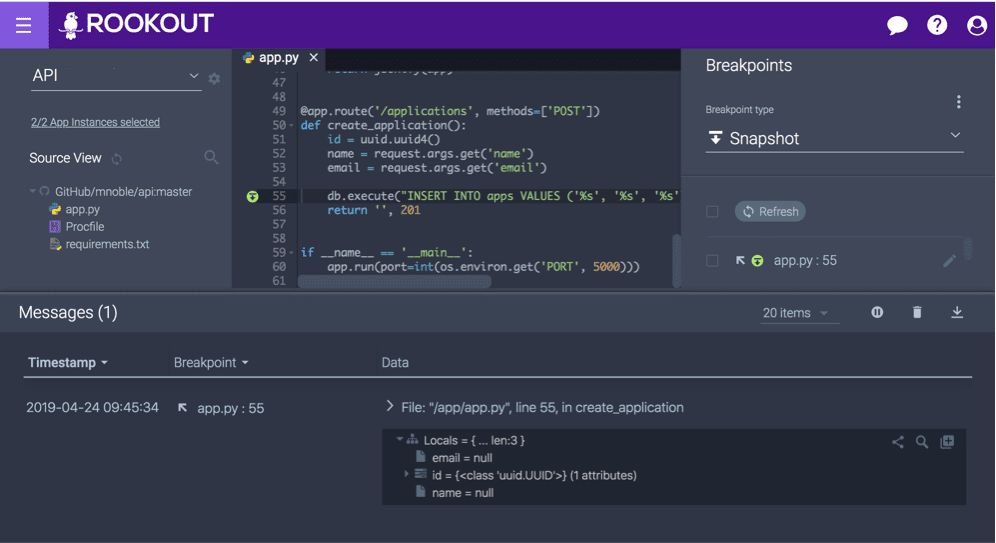 ROOKOUT
API
2/2 App Instances selected
Source View
GitHub/mnoble/api:master
app.py
Procfile
requirements.txt
app.py ×
47
48
49 @app.route('/applications', methods=['POST'])
50 def create_application():
51 id = uuid.uuid4()
52 name = request.args.get('name')
53 email = request.args.get('email')
54
55 db.execute("INSERT INTO apps VALUES ('%s', '%s', '%s'
56 return '', 201
57
58
59 if __name__ == '__main__':
60 app.run(port=int(os.environ.get('PORT', 5000)))
61
Breakpoints
Breakpoint type
Snapshot
Refresh
app.py : 55
Messages (1)
20 items
Timestamp Breakpoint Data
2019-04-24 09:45:34 app.py : 55 File: "/app/app.py", line 55, in create_application
Locals = { ... len:3 }
email = null
id = {<class 'uuid.UUID'>} (1 attributes)
name = null